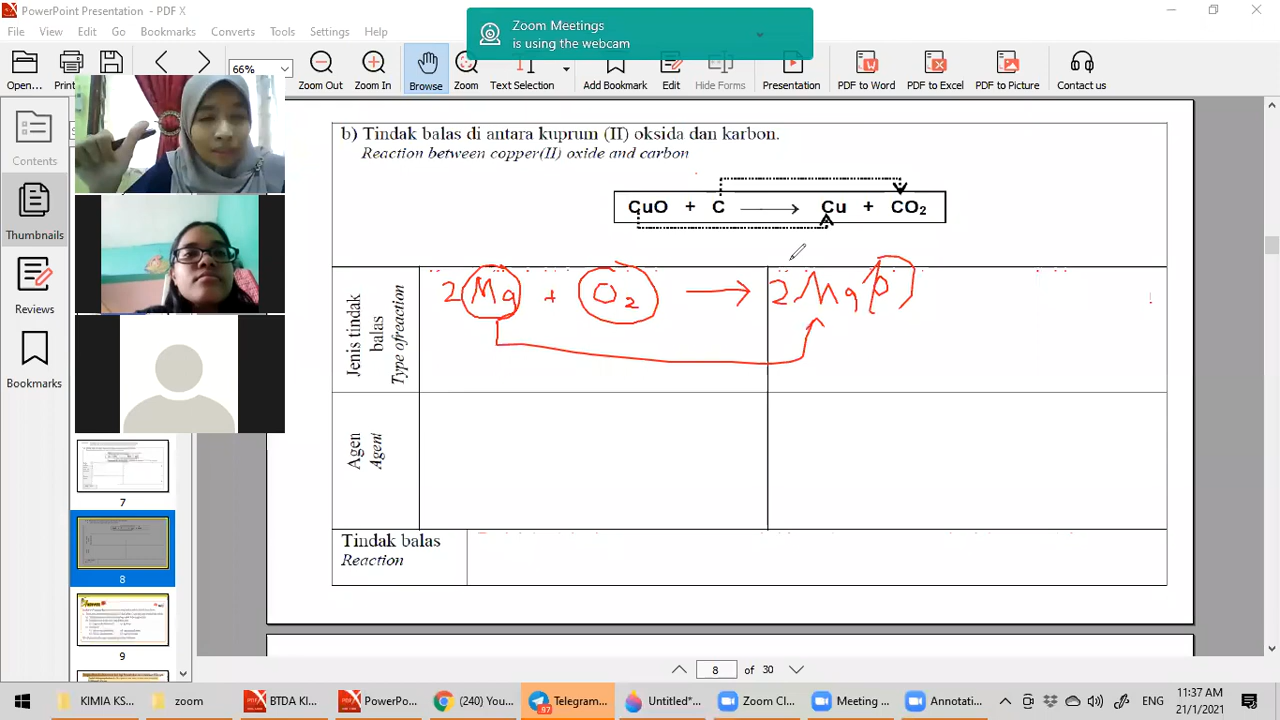 PowerPoint Presentation - PDF X
Zoom Meetings
is using the webcam
File Home Edit Go Bookmarks Converts Tools Settings Help
View
66%
Open... Print Zoom Out Zoom In Browse Zoom Text Selection Add Bookmark Edit Hide Forms Presentation PDF to Word PDF to Excel PDF to Picture Contact us
Contents
Thumbnails
Reviews
Bookmarks
b) Tindak balas di antara kuprum (II) oksida dan karbon.
Reaction between copper(II) oxide and carbon
CuO + C ⟶ Cu + CO₂
Jenis tindak balas
Type of reaction
2Mg + O₂ → 2MgO
Agen
Agent
Tindak balas
Reaction
7
8
9
8 of 30
KIMIA KS... zoom BTDA KI... PowerPo... (240) You... Telegram... 87 Untitled*... Zoom Cl... Meeting ... Annotati... ENG
11:37 AM
21/1/2021